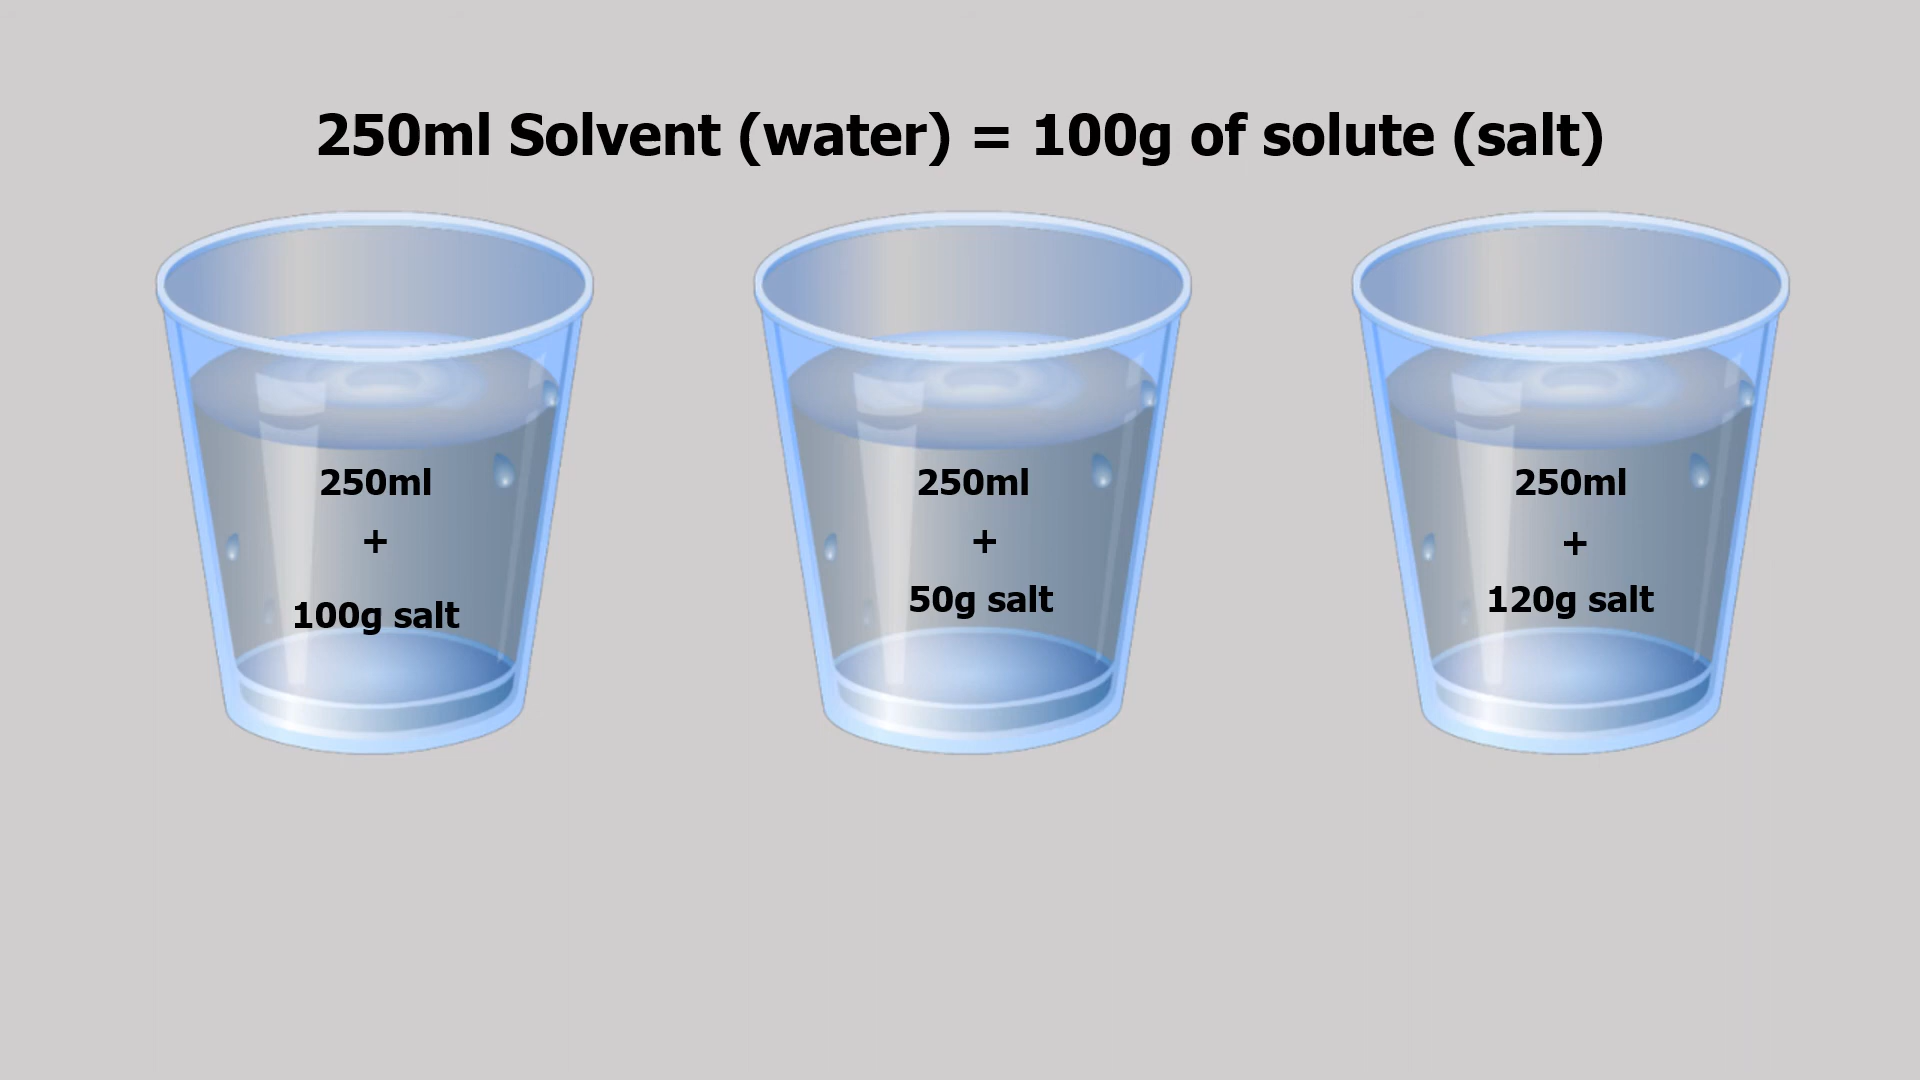 250ml Solvent (water) = 100g of solute (salt)
250ml
+
100g salt
250ml
+
50g salt
250ml
+
120g salt